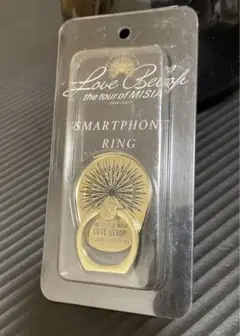 Love Bebop
the tour of MISIA
SMARTPHONE
RING
LOVE BEBOP